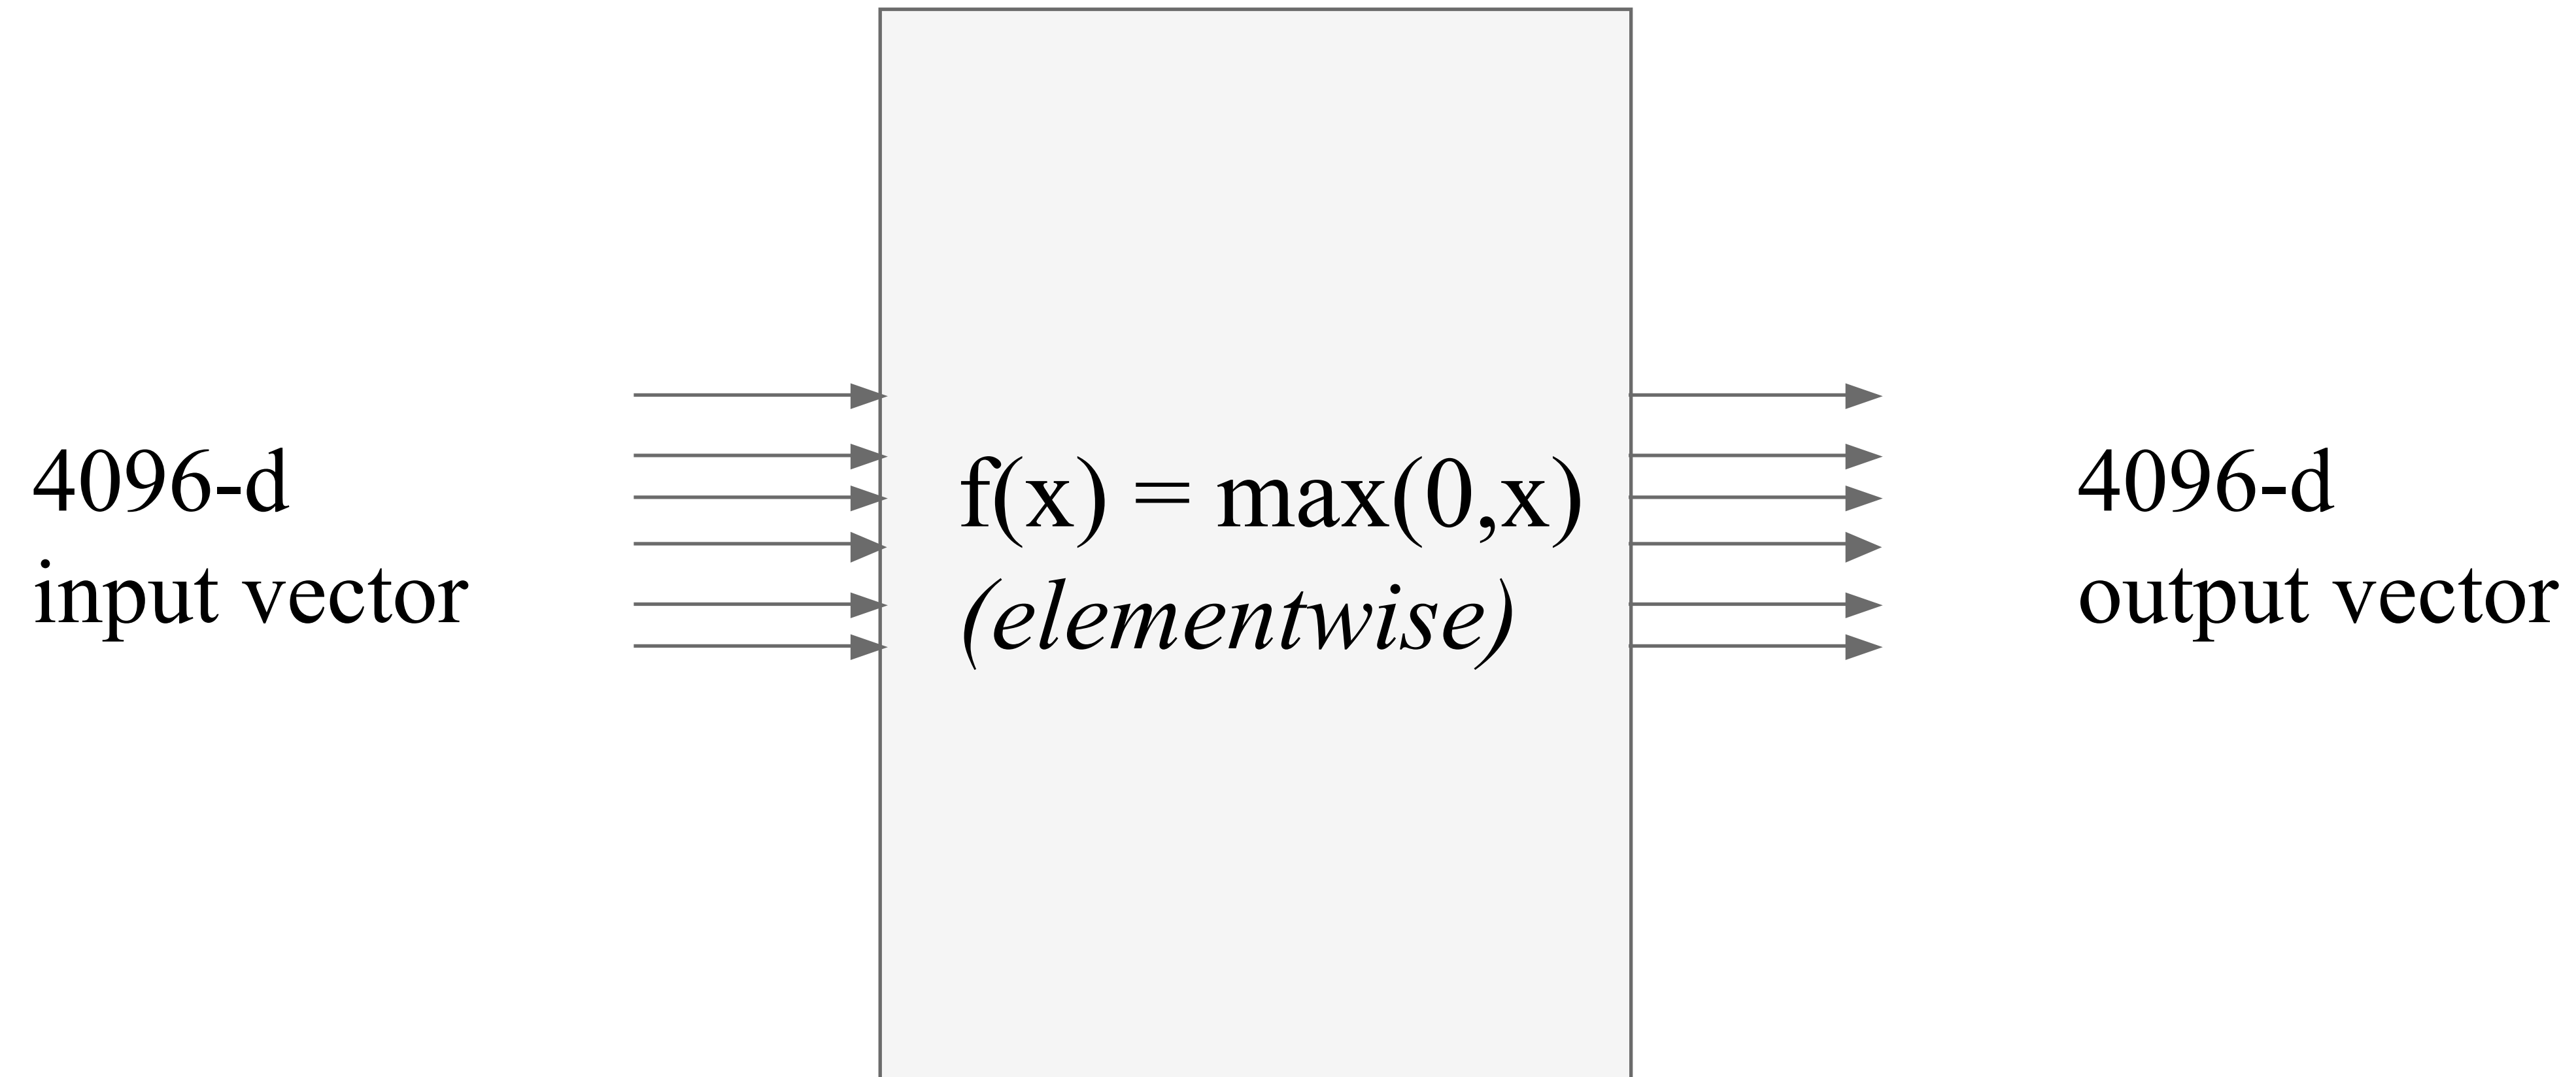 4096-d
input vector
f(x) = max(0,x)
(elementwise)
4096-d
output vector